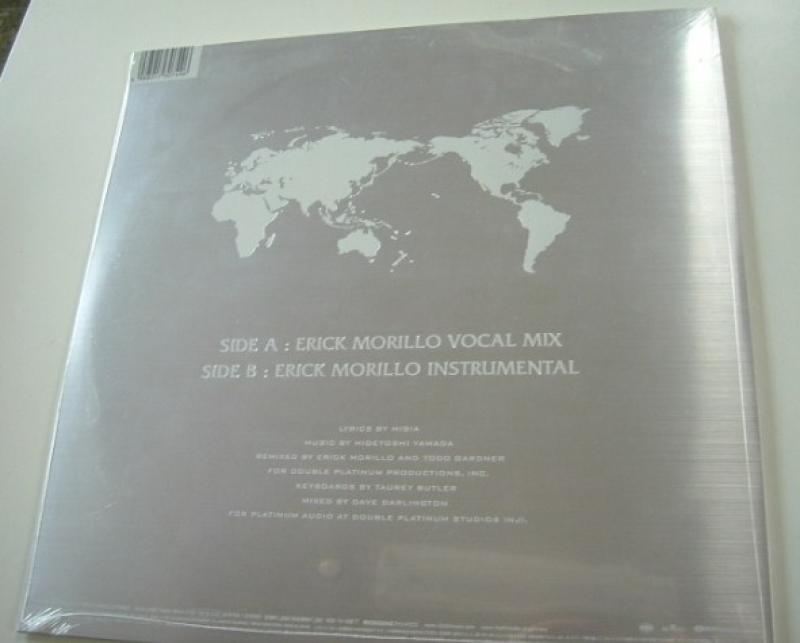 SIDE A : ERICK MORILLO VOCAL MIX
SIDE B : ERICK MORILLO INSTRUMENTAL
LYRICS BY MISIA
MUSIC BY HIDETOSHI YAMADA
REMIXED BY ERICK MORILLO AND TODD GARDNER
FOR DOUBLE PLATINUM PRODUCTIONS, INC.
KEYBOARDS BY TAUREY BUTLER
MIXED BY DAVE DARLINGTON
FOR PLATINUM AUDIO AT DOUBLE PLATINUM STUDIOS INJI.